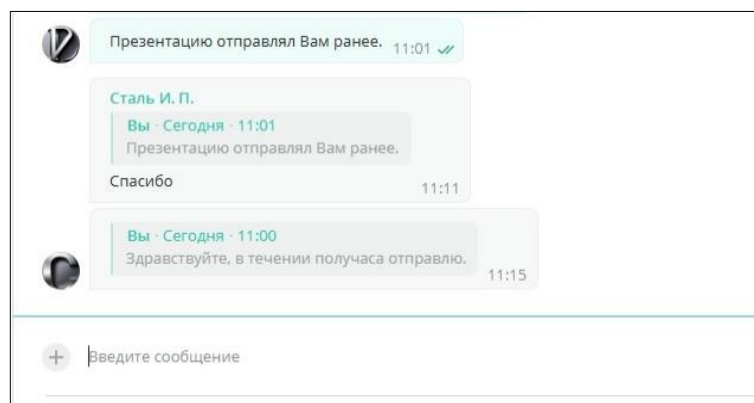 Презентацию отправлял Вам ранее. 11:01
Сталь И. П.
Вы · Сегодня · 11:01
Презентацию отправлял Вам ранее.
Спасибо 11:11
Вы · Сегодня · 11:00
Здравствуйте, в течении получаса отправлю.
11:15
Введите сообщение